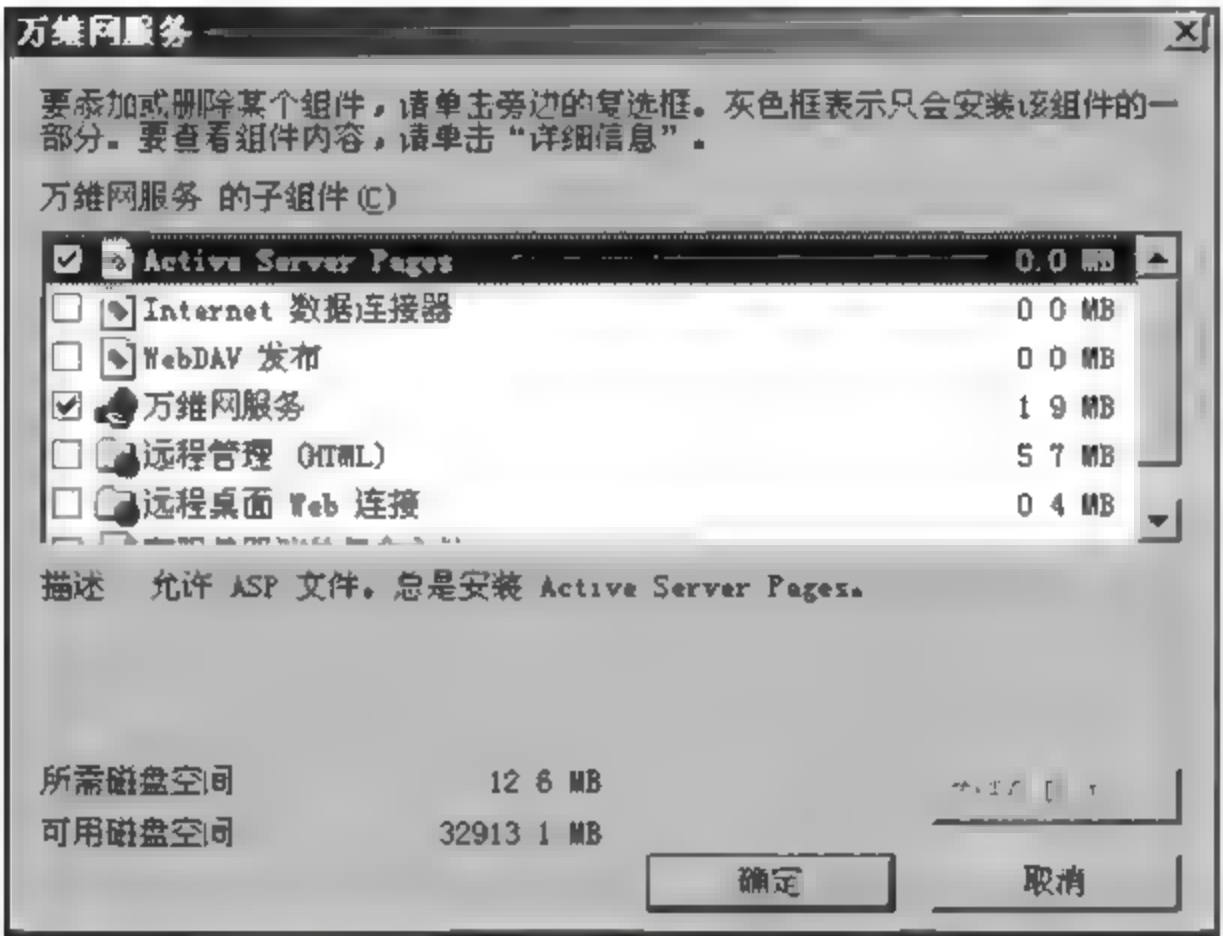 万维网服务
要添加或删除某个组件，请单击旁边的复选框。灰色框表示只会安装该组件的一
部分。要查看组件内容，请单击“详细信息”。
万维网服务 的子组件(C)
Active Server Pages 0.0 MB
Internet 数据连接器 0 0 MB
WebDAV 发布 0 0 MB
万维网服务 1 9 MB
远程管理 (HTML) 5 7 MB
远程桌面 Web 连接 0 4 MB
描述 允许 ASP 文件。总是安装 Active Server Pages。
所需磁盘空间 12 6 MB
可用磁盘空间 32913 1 MB
确定 取消